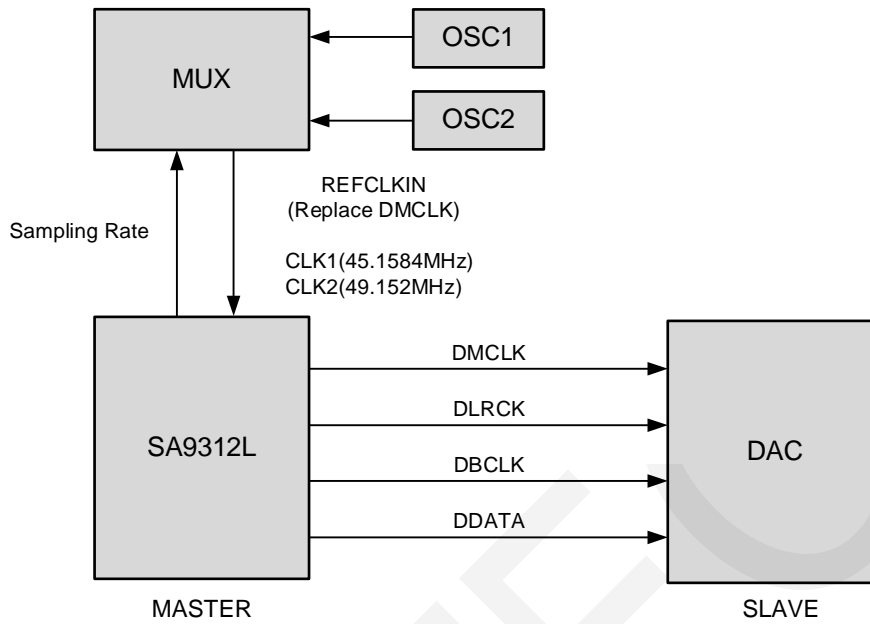 OSC1
MUX
OSC2
REFCLKIN
(Replace DMCLK)
Sampling Rate
CLK1(45.1584MHz)
CLK2(49.152MHz)
DMCLK
DLRCK
SA9312L
DAC
DBCLK
DDATA
MASTER
SLAVE